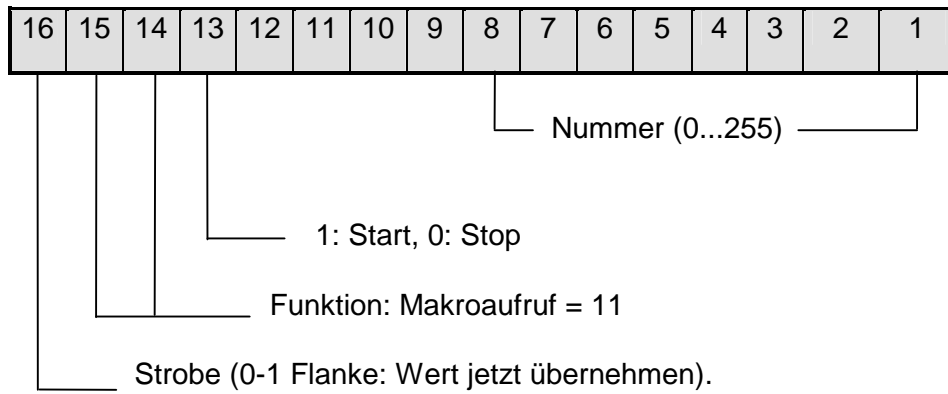 16 15 14 13 12 11 10 9 8 7 6 5 4 3 2 1
Nummer (0...255)
1: Start, 0: Stop
Funktion: Makroaufruf = 11
Strobe (0-1 Flanke: Wert jetzt übernehmen).